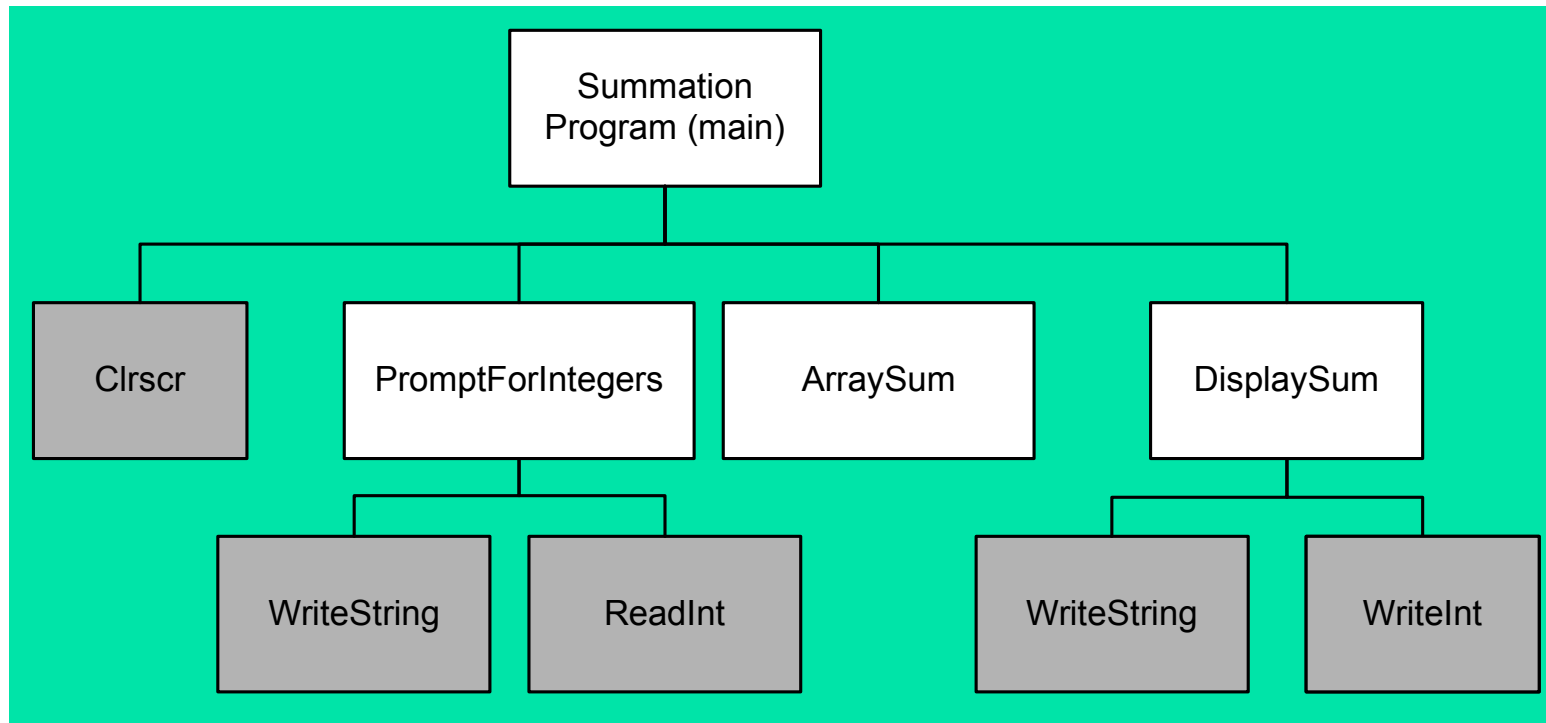 Summation
Program (main)
Clrscr
PromptForIntegers
ArraySum
DisplaySum
WriteString
ReadInt
WriteString
WriteInt